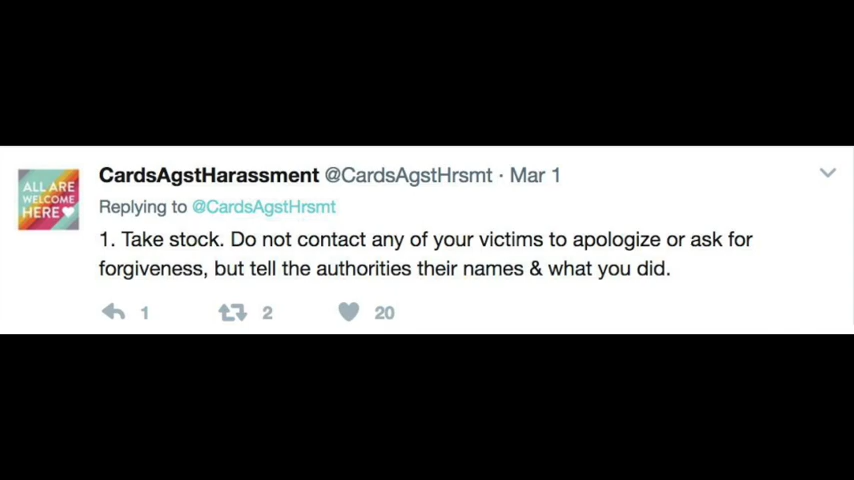 ALL ARE
WELCOME
HERE
CardsAgstHarassment @CardsAgstHrsmt · Mar 1
Replying to @CardsAgstHrsmt
1. Take stock. Do not contact any of your victims to apologize or ask for
forgiveness, but tell the authorities their names & what you did.
1 2 20